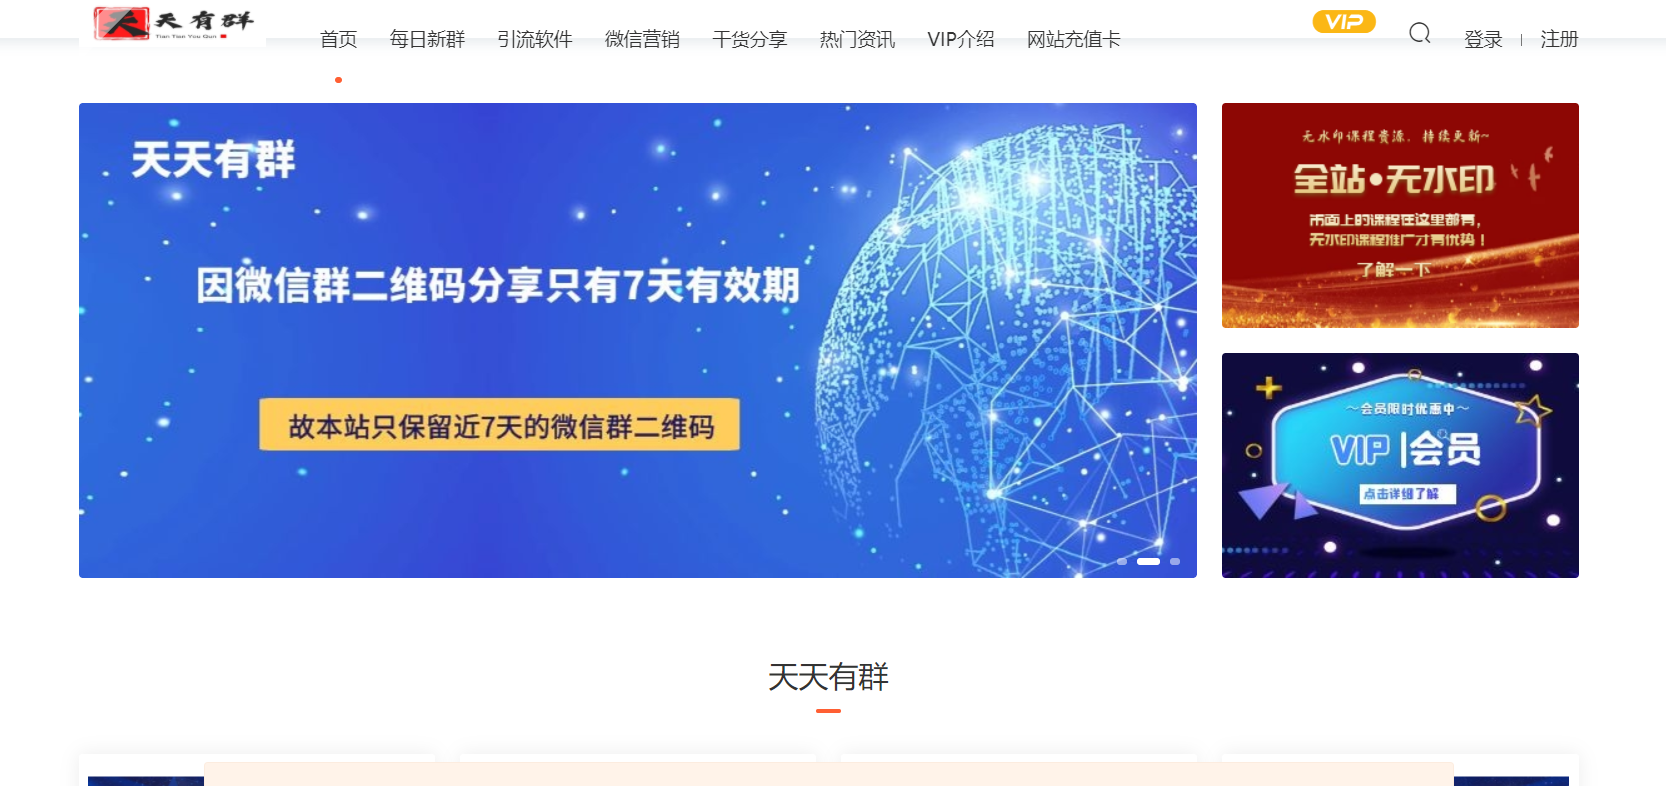 天天有群
Tian Tian You Qun
首页
每日新群
引流软件
微信营销
干货分享
热门资讯
VIP介绍
网站充值卡
VIP
登录
注册
天天有群
因微信群二维码分享只有7天有效期
故本站只保留近7天的微信群二维码
无水印课程资源，持续更新~
全站•无水印
市面上的课程在这里都有，
无水印课程推广才有优势！
了解一下
～会员限时优惠中～
VIP|会员
点击详细了解
天天有群